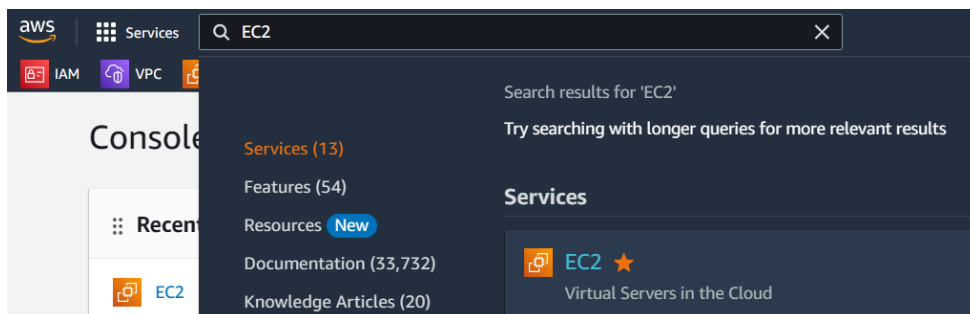 aws
Services
EC2
IAM
VPC
Search results for 'EC2'
Try searching with longer queries for more relevant results
Console
Services (13)
Features (54)
Services
Recent
Resources New
Documentation (33,732)
EC2
Virtual Servers in the Cloud
EC2
Knowledge Articles (20)